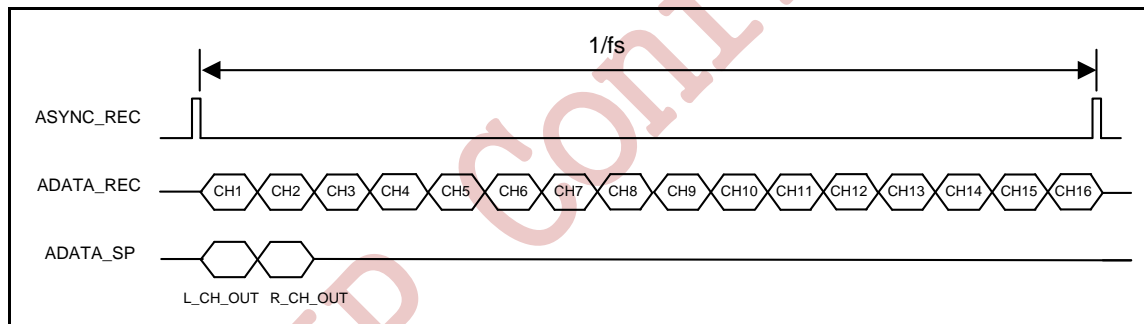 1/fs
ASYNC_REC
ADATA_REC CH1 CH2 CH3 CH4 CH5 CH6 CH7 CH8 CH9 CH10 CH11 CH12 CH13 CH14 CH15 CH16
ADATA_SP
L_CH_OUT R_CH_OUT